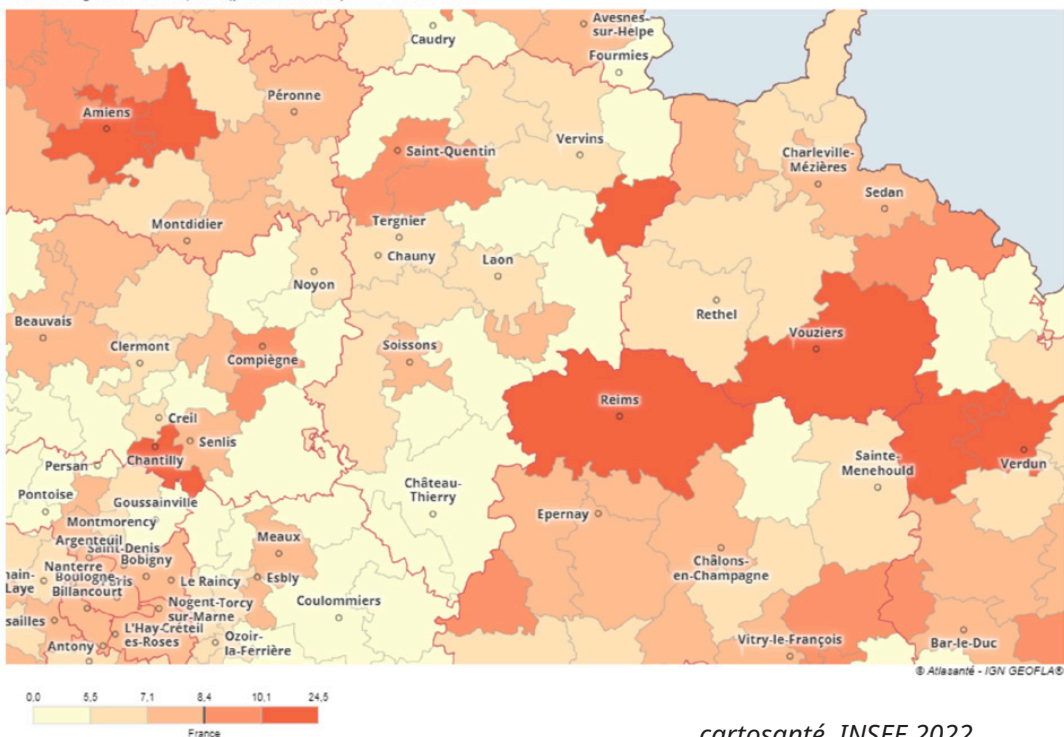 Avesnes-
sur-Helpe
Caudry
Fournies
Amiens
Péronne
Vervins
Saint-Quentin
Charleville-
Mézières
Sedan
Tergnier
Montdidier
Chauny
Laon
Noyon
Rethel
Beauvais
Vouziers
Clermont
Compiègne
Soissons
Reims
Creil
Senlis
Chantilly
Persan
Sainte-
Menehould
Verdun
Château-
Thierry
Pontoise
Goussainville
Epernay
Montmorency
Meaux
Argenteuil
Saint-Denis
Bobigny
Châlons-
en-Champagne
Nanterre
Boulogne
Billancourt
Le Raincy
Esbly
Laye
Coulommiers
Nogent-
sur-Marne
Torcy
sailles
L'Hay-
es-Roses
Créteil
Ozoir-
la-Ferrière
Antony
Vitry-le-François
Bar-le-Duc
© Atlasanté - IGN GEOFLA®
0,0 5,5 7,1 8,4 10,1 24,5
France
cartosanté, INSEE 2022